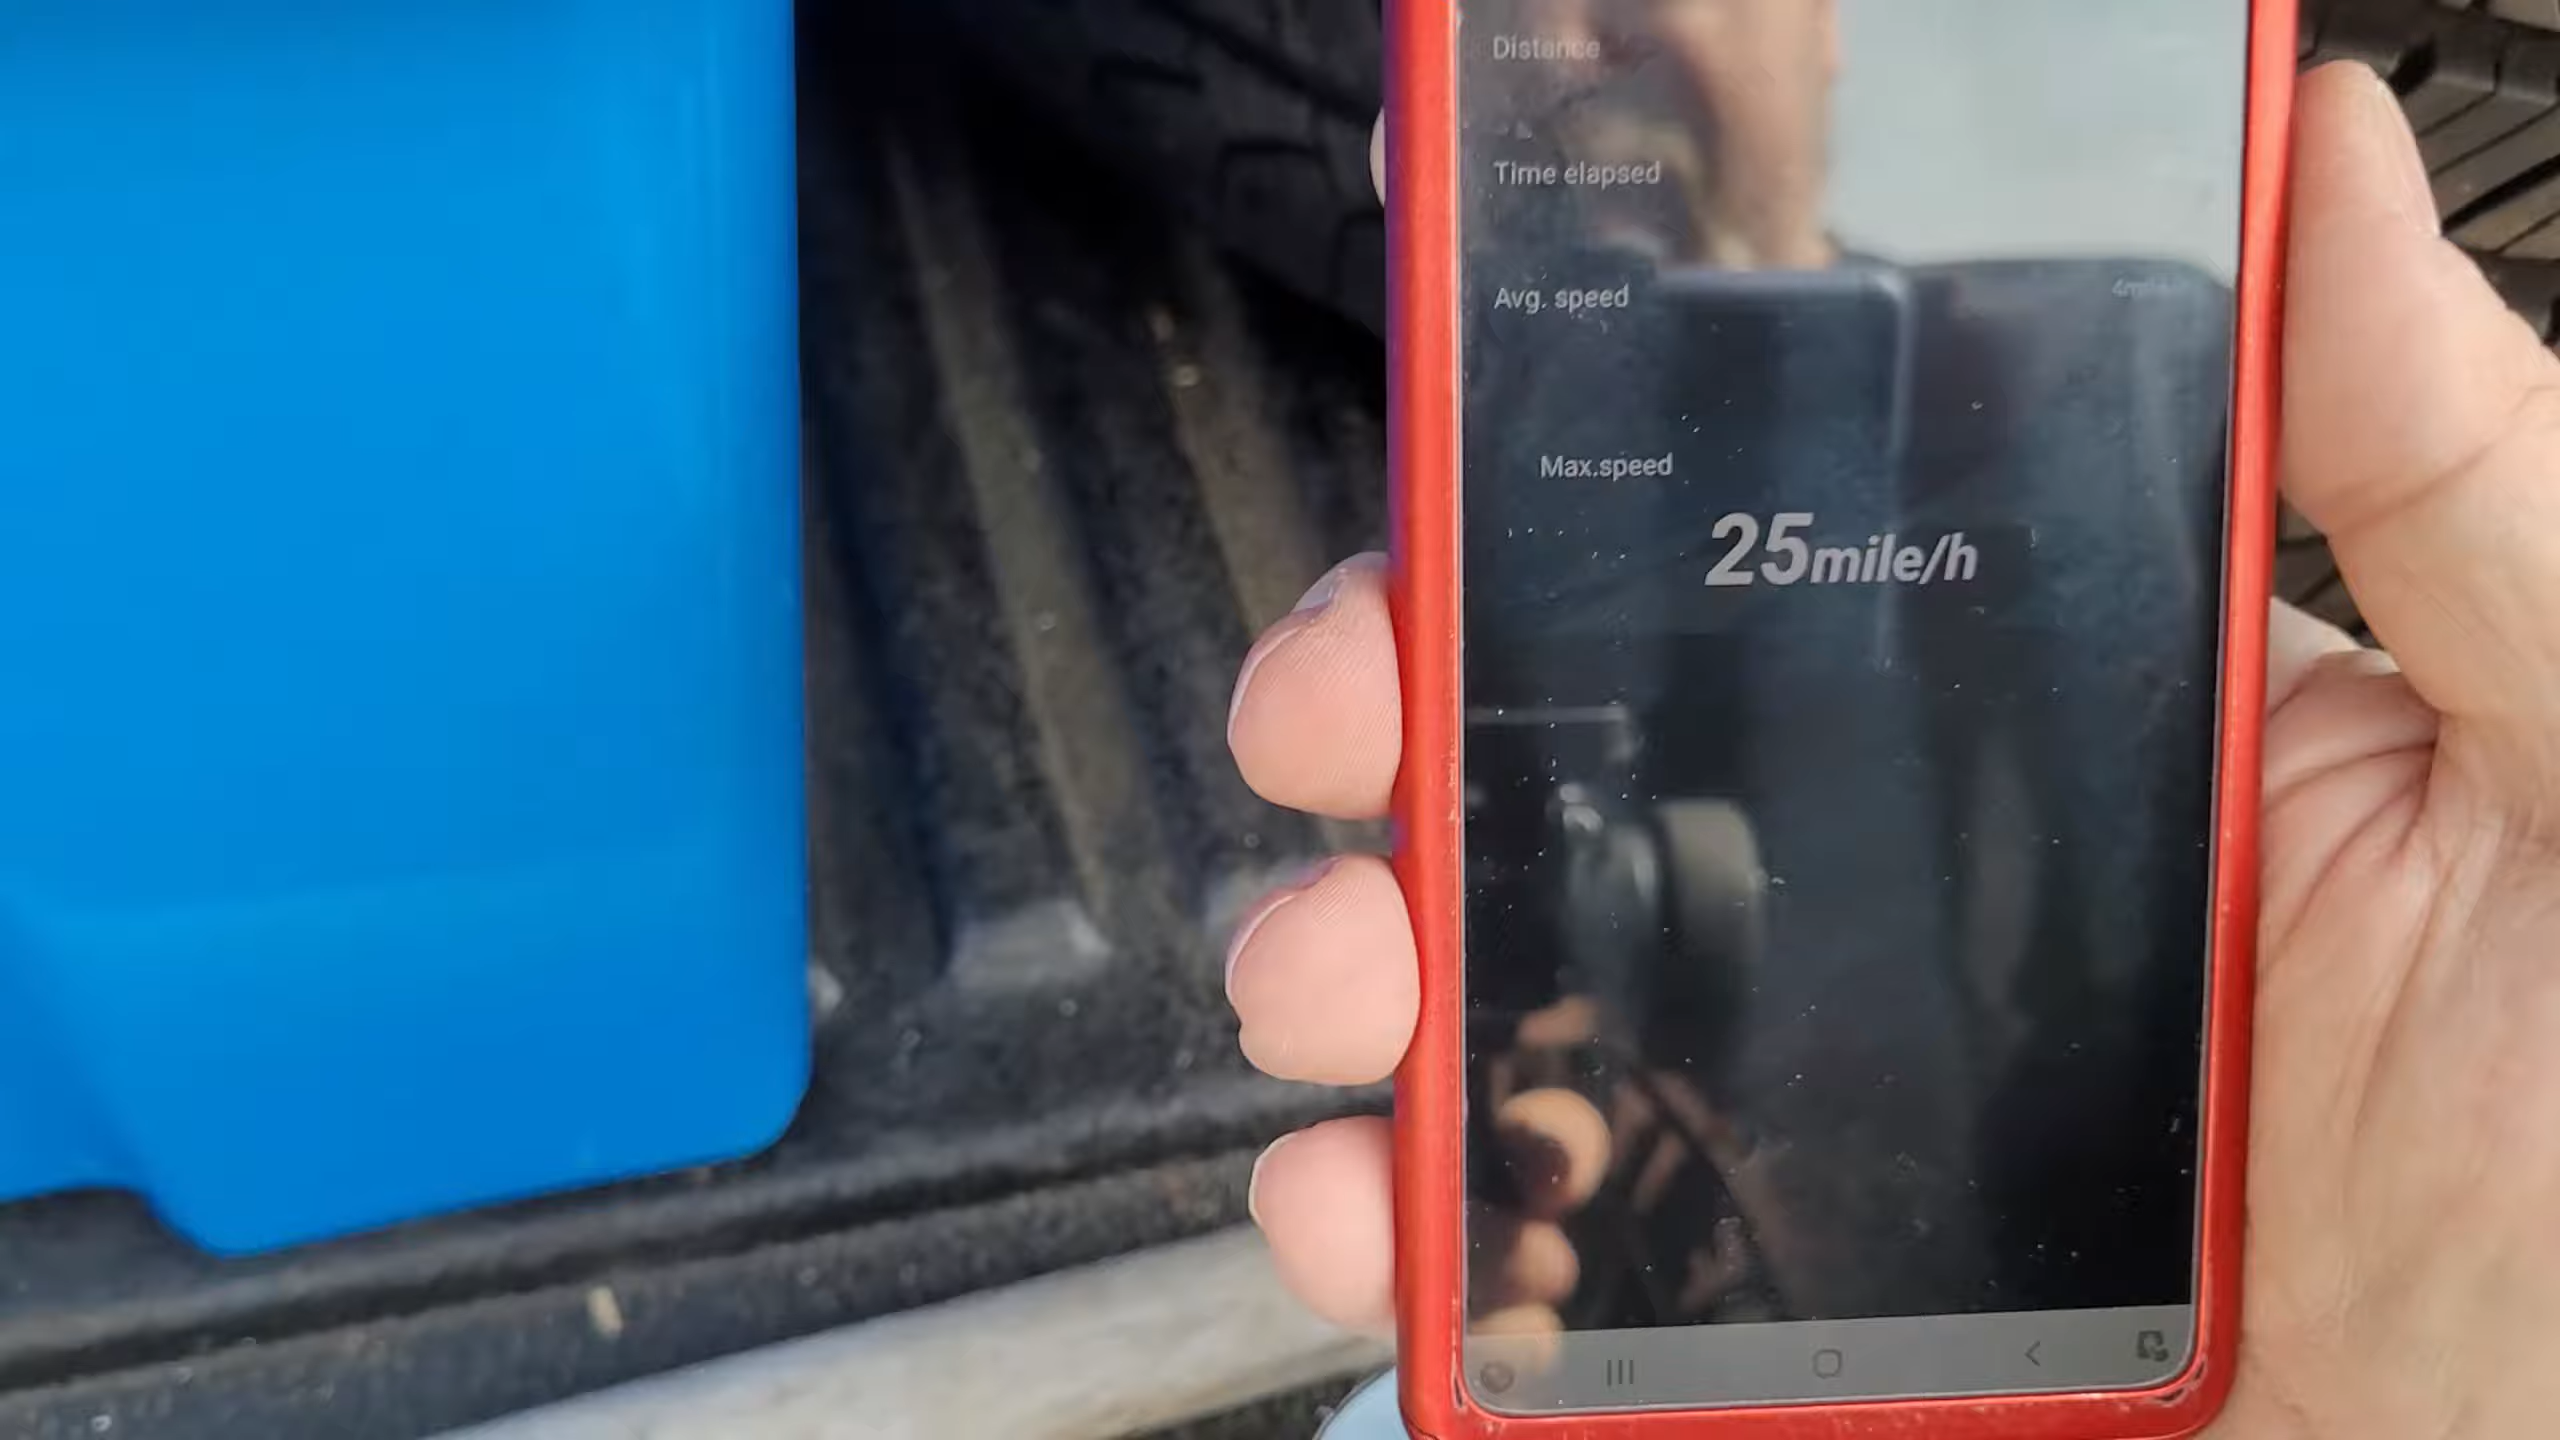 Distance
Time elapsed
Avg. speed
Max.speed
25mile/h